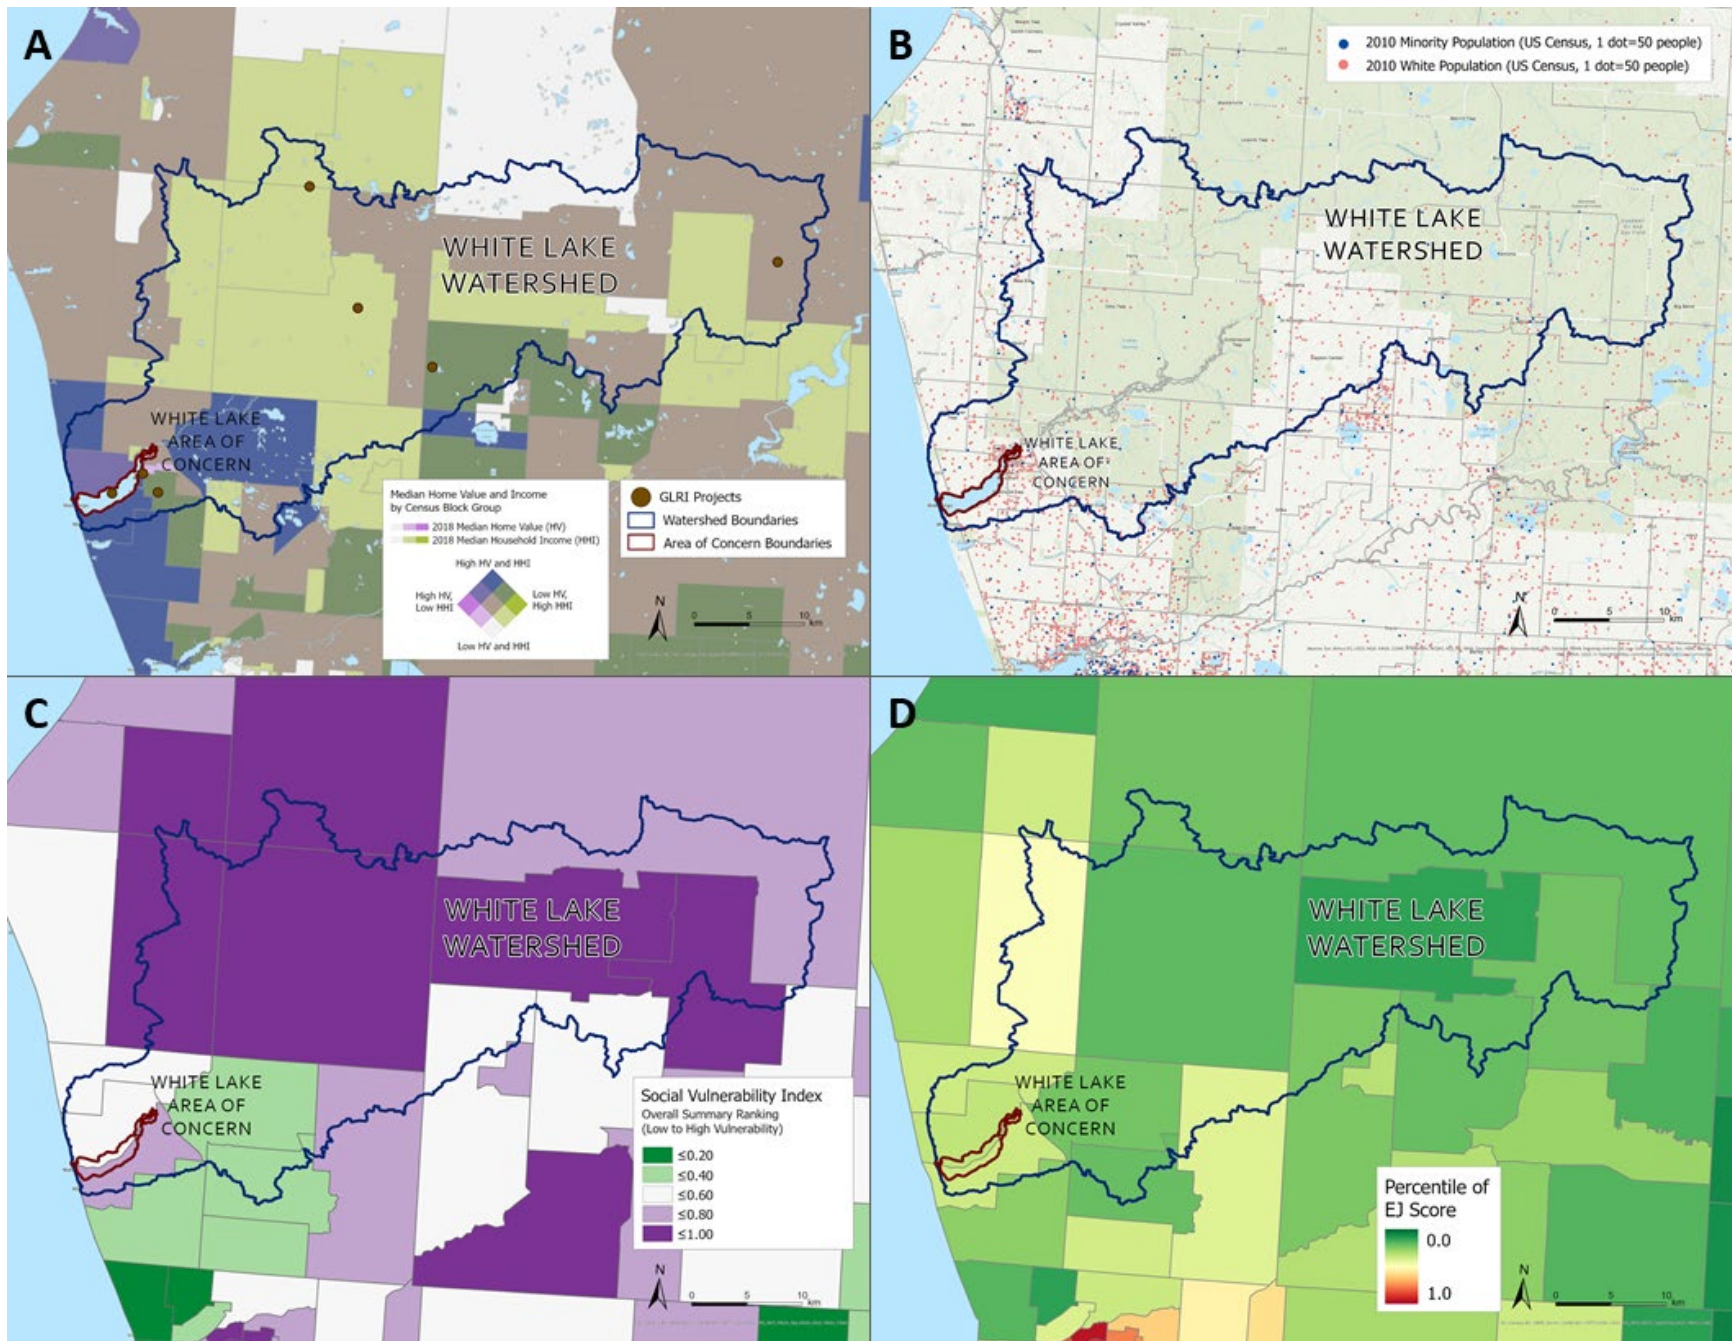 A
WHITE LAKE
WATERSHED
WHITE LAKE
AREA OF
CONCERN
Median Home Value and Income
by Census Block Group
2018 Median Home Value (HV)
2018 Median Household Income (HHI)
High HV and HHI
High HV,
Low HHI
Low HV,
High HHI
Low HV and HHI
GLRI Projects
Watershed Boundaries
Area of Concern Boundaries
N
0 5 10
km
B
2010 Minority Population (US Census, 1 dot=50 people)
2010 White Population (US Census, 1 dot=50 people)
WHITE LAKE
WATERSHED
WHITE LAKE
AREA OF
CONCERN
N
0 5 10
km
C
WHITE LAKE
WATERSHED
WHITE LAKE
AREA OF
CONCERN
Social Vulnerability Index
Overall Summary Ranking
(Low to High Vulnerability)
≤0.20
≤0.40
≤0.60
≤0.80
≤1.00
N
0 5 10
km
D
WHITE LAKE
WATERSHED
WHITE LAKE
AREA OF
CONCERN
Percentile of
EJ Score
0.0
1.0
N
0 5 10
km